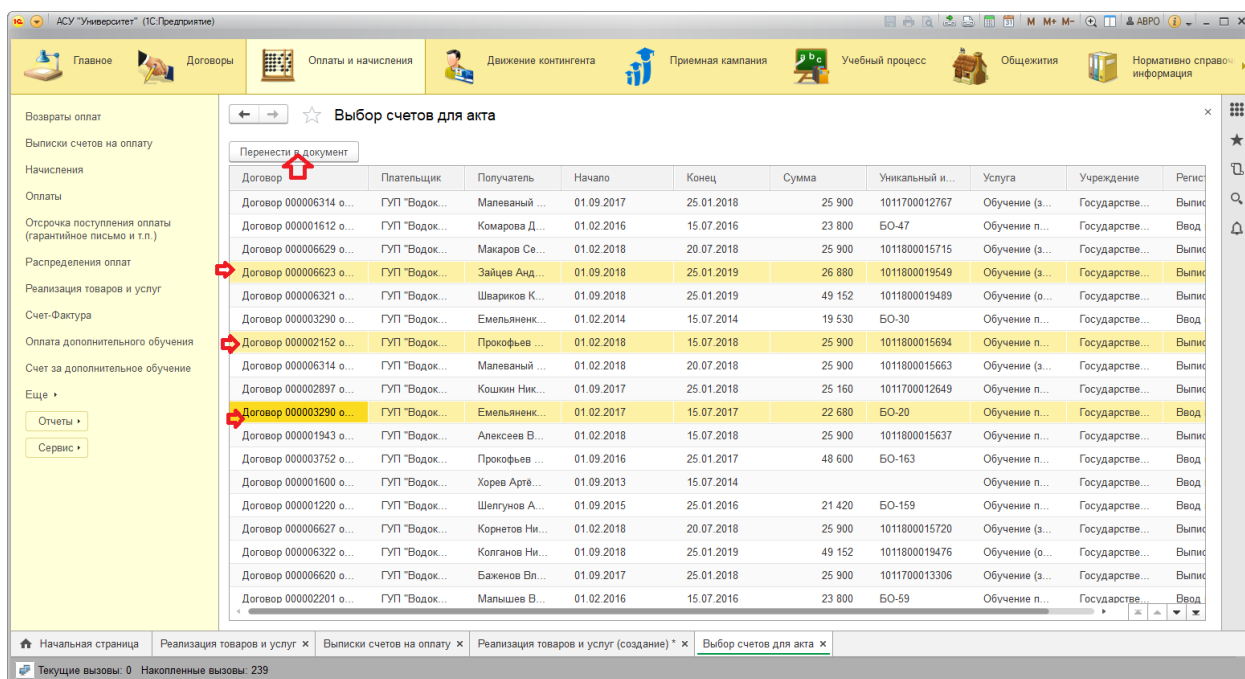 АСУ "Университет" (1С:Предприятие) M M+ M- АВРО
Главное Договоры Оплаты и начисления Движение контингента Приемная кампания Учебный процесс Общежития Нормативно справоч
информация
Возвраты оплат
Выписки счетов на оплату
Начисления
Оплаты
Отсрочка поступления оплаты
(гарантийное письмо и т.п.)
Распределения оплат
Реализация товаров и услуг
Счет-Фактура
Оплата дополнительного обучения
Счет за дополнительное обучение
Еще
Отчеты
Сервис
Выбор счетов для акта
Перенести в документ
Договор Плательщик Получатель Начало Конец Сумма Уникальный и... Услуга Учреждение Регист
Договор 000006314 о... ГУП "Водок... Малеваный ... 01.09.2017 25.01.2018 25 900 1011700012767 Обучение (з... Государстве... Выпис
Договор 000001612 о... ГУП "Водок... Комарова Д... 01.02.2016 15.07.2016 23 800 БО-47 Обучение п... Государстве... Ввод
Договор 000006629 о... ГУП "Водок... Макаров Се... 01.02.2018 20.07.2018 25 900 1011800015715 Обучение (з... Государстве... Выпис
Договор 000006623 о... ГУП "Водок... Зайцев Анд... 01.09.2018 25.01.2019 26 880 1011800019549 Обучение (з... Государстве... Выпис
Договор 000006321 о... ГУП "Водок... Швариков К... 01.09.2018 25.01.2019 49 152 1011800019489 Обучение (о... Государстве... Выпис
Договор 000003290 о... ГУП "Водок... Емельяненк... 01.02.2014 15.07.2014 19 530 БО-30 Обучение п... Государстве... Ввод
Договор 000002152 о... ГУП "Водок... Прокофьев ... 01.02.2018 15.07.2018 25 900 1011800015694 Обучение п... Государстве... Выпис
Договор 000006314 о... ГУП "Водок... Малеваный ... 01.02.2018 20.07.2018 25 900 1011800015663 Обучение (з... Государстве... Выпис
Договор 000002897 о... ГУП "Водок... Кошкин Ник... 01.09.2017 25.01.2018 25 160 1011700012649 Обучение п... Государстве... Выпис
Договор 000003290 о... ГУП "Водок... Емельяненк... 01.02.2017 15.07.2017 22 680 БО-20 Обучение п... Государстве... Ввод
Договор 000001943 о... ГУП "Водок... Алексеев В... 01.02.2018 15.07.2018 25 900 1011800015637 Обучение п... Государстве... Выпис
Договор 000003752 о... ГУП "Водок... Прокофьев ... 01.09.2016 25.01.2017 48 600 БО-163 Обучение п... Государстве... Ввод
Договор 000001600 о... ГУП "Водок... Хорев Артё... 01.09.2013 15.07.2014 Обучение п... Государстве... Ввод
Договор 000001220 о... ГУП "Водок... Шелгунов А... 01.09.2015 25.01.2016 21 420 БО-159 Обучение п... Государстве... Ввод
Договор 000006627 о... ГУП "Водок... Корнетов Ни... 01.02.2018 20.07.2018 25 900 1011800015720 Обучение (з... Государстве... Выпис
Договор 000006322 о... ГУП "Водок... Колганов Ни... 01.09.2018 25.01.2019 49 152 1011800019476 Обучение (о... Государстве... Выпис
Договор 000006620 о... ГУП "Водок... Баженов Вл... 01.09.2017 25.01.2018 25 900 1011700013306 Обучение (з... Государстве... Выпис
Договор 000002201 о... ГУП "Водок... Малышев В... 01.02.2016 15.07.2016 23 800 БО-59 Обучение п... Государстве... Ввод
Начальная страница Реализация товаров и услуг × Выписки счетов на оплату × Реализация товаров и услуг (создание) * × Выбор счетов для акта ×
Текущие вызовы: 0 Накопленные вызовы: 239